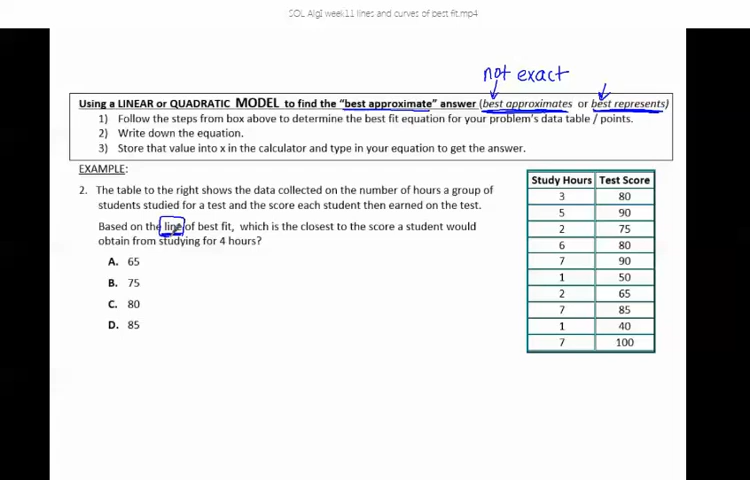 SOL AlgI week11 lines and curves of best fit.mp4
not exact
Using a LINEAR or QUADRATIC MODEL to find the “best approximate” answer (best approximates or best represents)
1) Follow the steps from box above to determine the best fit equation for your problem's data table / points.
2) Write down the equation.
3) Store that value into x in the calculator and type in your equation to get the answer.
EXAMPLE:
2. The table to the right shows the data collected on the number of hours a group of
students studied for a test and the score each student then earned on the test.
Based on the line of best fit, which is the closest to the score a student would
obtain from studying for 4 hours?
A. 65
B. 75
C. 80
D. 85
Study Hours Test Score
3 80
5 90
2 75
6 80
7 90
1 50
2 65
7 85
1 40
7 100